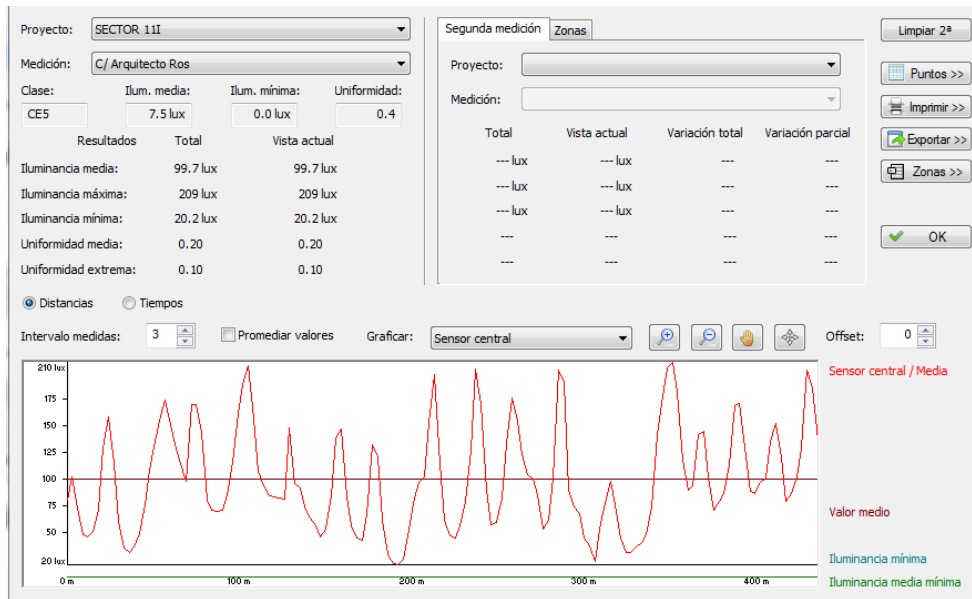 Proyecto: SECTOR 11I
Medición: C/ Arquitecto Ros
Clase: Ilum. media: Ilum. mínima: Uniformidad:
CE5 7.5 lux 0.0 lux 0.4
Resultados Total Vista actual
Iluminancia media: 99.7 lux 99.7 lux
Iluminancia máxima: 209 lux 209 lux
Iluminancia mínima: 20.2 lux 20.2 lux
Uniformidad media: 0.20 0.20
Uniformidad extrema: 0.10 0.10
Segunda medición Zonas
Proyecto:
Medición:
Total Vista actual Variación total Variación parcial
--- lux --- lux --- ---
--- lux --- lux --- ---
--- lux --- lux --- ---
--- --- --- ---
--- --- --- ---
Limpiar 2ª
Puntos >>
Imprimir >>
Exportar >>
Zonas >>
OK
Distancias Tiempos
Intervalo medidas: 3 Promediar valores Graficar: Sensor central Offset: 0
210 lux
175
150
125
100
75
50
20 lux
0 m 100 m 200 m 300 m 400 m
Sensor central / Media
Valor medio
Iluminancia mínima
Iluminancia media mínima